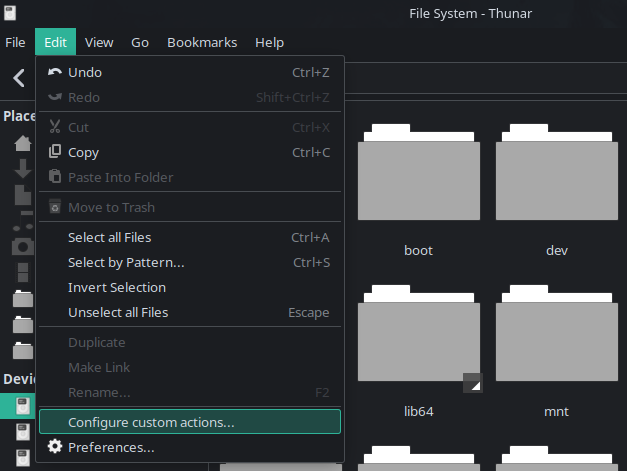 File System - Thunar
File Edit View Go Bookmarks Help
Undo Ctrl+Z
Redo Shift+Ctrl+Z
Place
Cut Ctrl+X
Copy Ctrl+C
Paste Into Folder
Move to Trash
Select all Files Ctrl+A
boot dev
Select by Pattern... Ctrl+S
Invert Selection
Unselect all Files Escape
Duplicate
Make Link
Devi
Rename... F2
lib64 mnt
Configure custom actions...
Preferences...